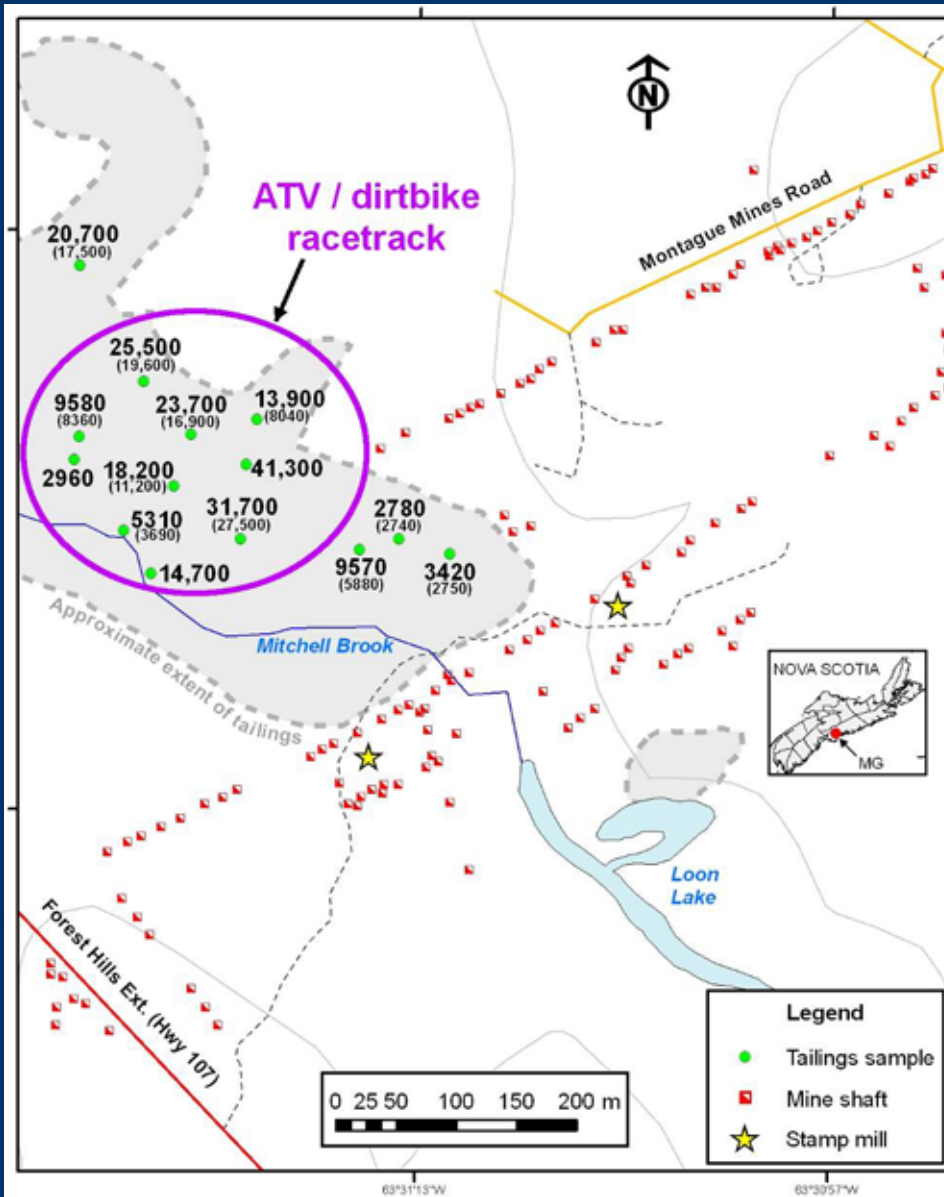 N
Montague Mines Road
ATV / dirtbike
racetrack
20,700
(17,500)
25,500
(19,600)
9580
(8360)
23,700
(16,900)
13,900
(8040)
2960
18,200
(11,200)
41,300
5310
(3690)
31,700
(27,500)
2780
(2740)
14,700
9570
(5880)
3420
(2750)
Approximate extent of tailings
Mitchell Brook
NOVA SCOTIA
MG
Loon
Lake
Forest Hills Ext. (Hwy 107)
Legend
Tailings sample
Mine shaft
Stamp mill
0 25 50 100 150 200 m
63°31'13"W
63°30'57"W